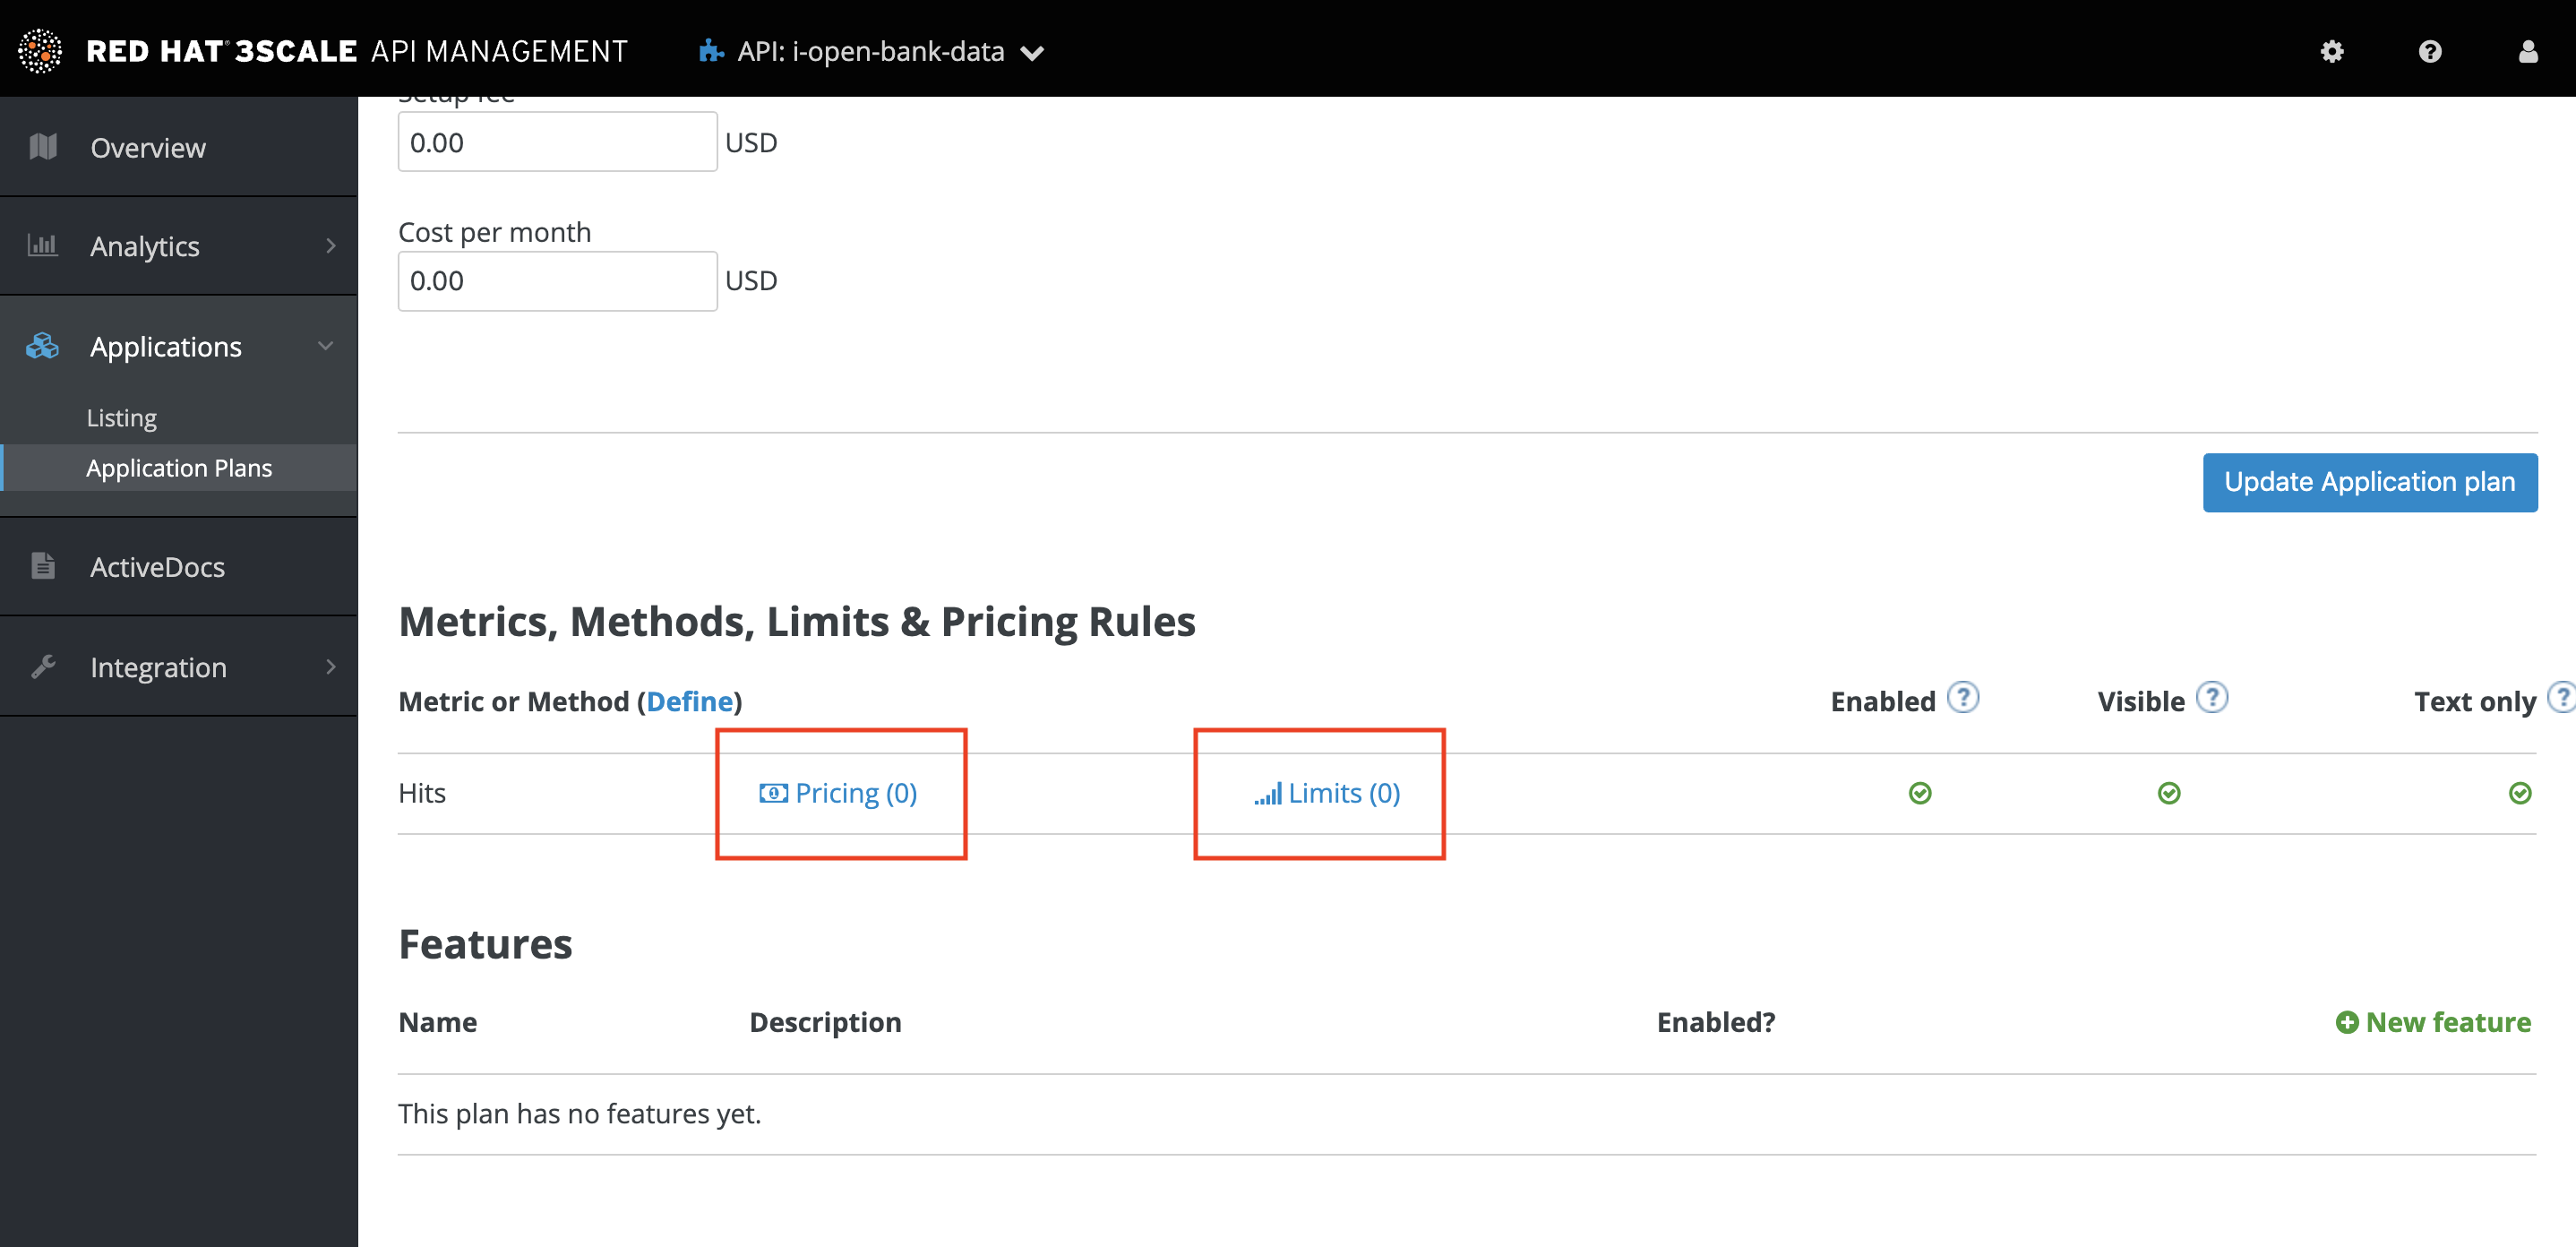 RED HAT® 3SCALE API MANAGEMENT
API: i-open-bank-data
Overview
Analytics
Applications
Listing
Application Plans
ActiveDocs
Integration
Setup fee
0.00 USD
Cost per month
0.00 USD
Update Application plan
Metrics, Methods, Limits & Pricing Rules
Metric or Method (Define) Enabled ? Visible ? Text only ?
Hits Pricing (0) Limits (0)
Features
Name Description Enabled? New feature
This plan has no features yet.